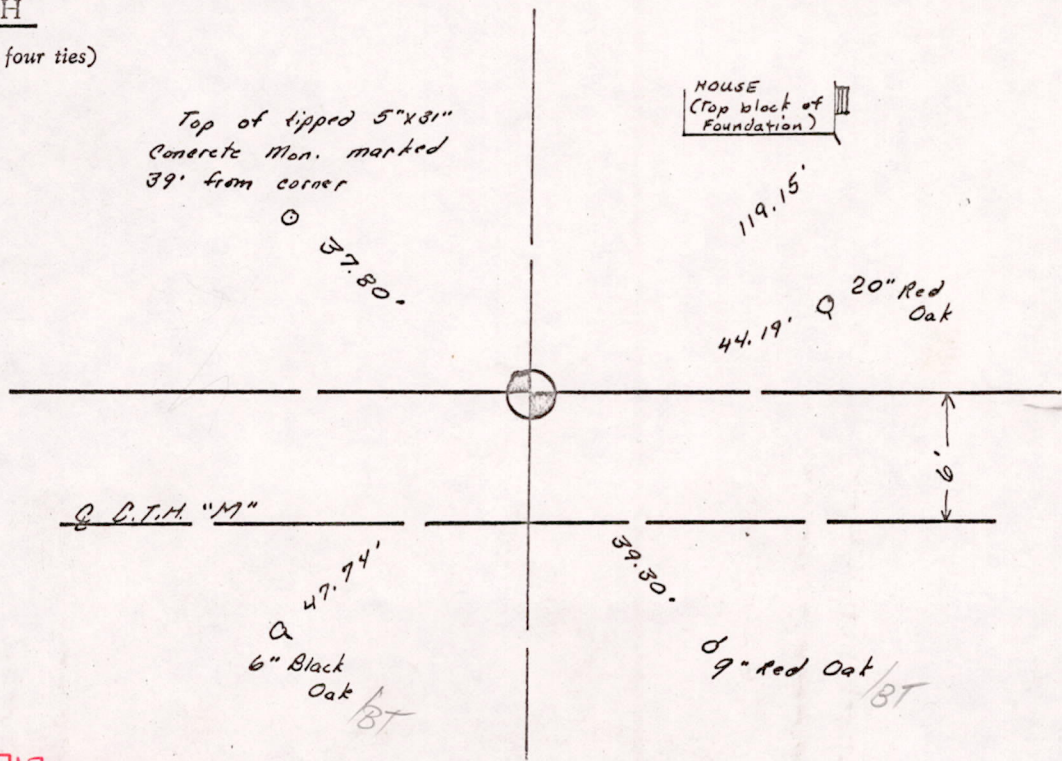 H
four ties)
Top of tipped 5"x31"
Concrete Mon. marked
39' from corner
37.80'
HOUSE
(Top block of
Foundation)
119.15'
20" Red
Oak
44.19'
6'
℄ C.T.H. "M"
47.74'
39.30'
6" Black
Oak
/BT
9" Red Oak
/BT